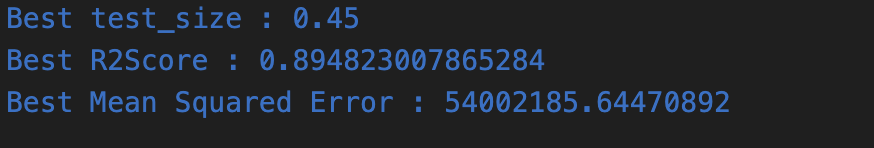 Best test_size : 0.45
Best R2Score : 0.894823007865284
Best Mean Squared Error : 54002185.64470892